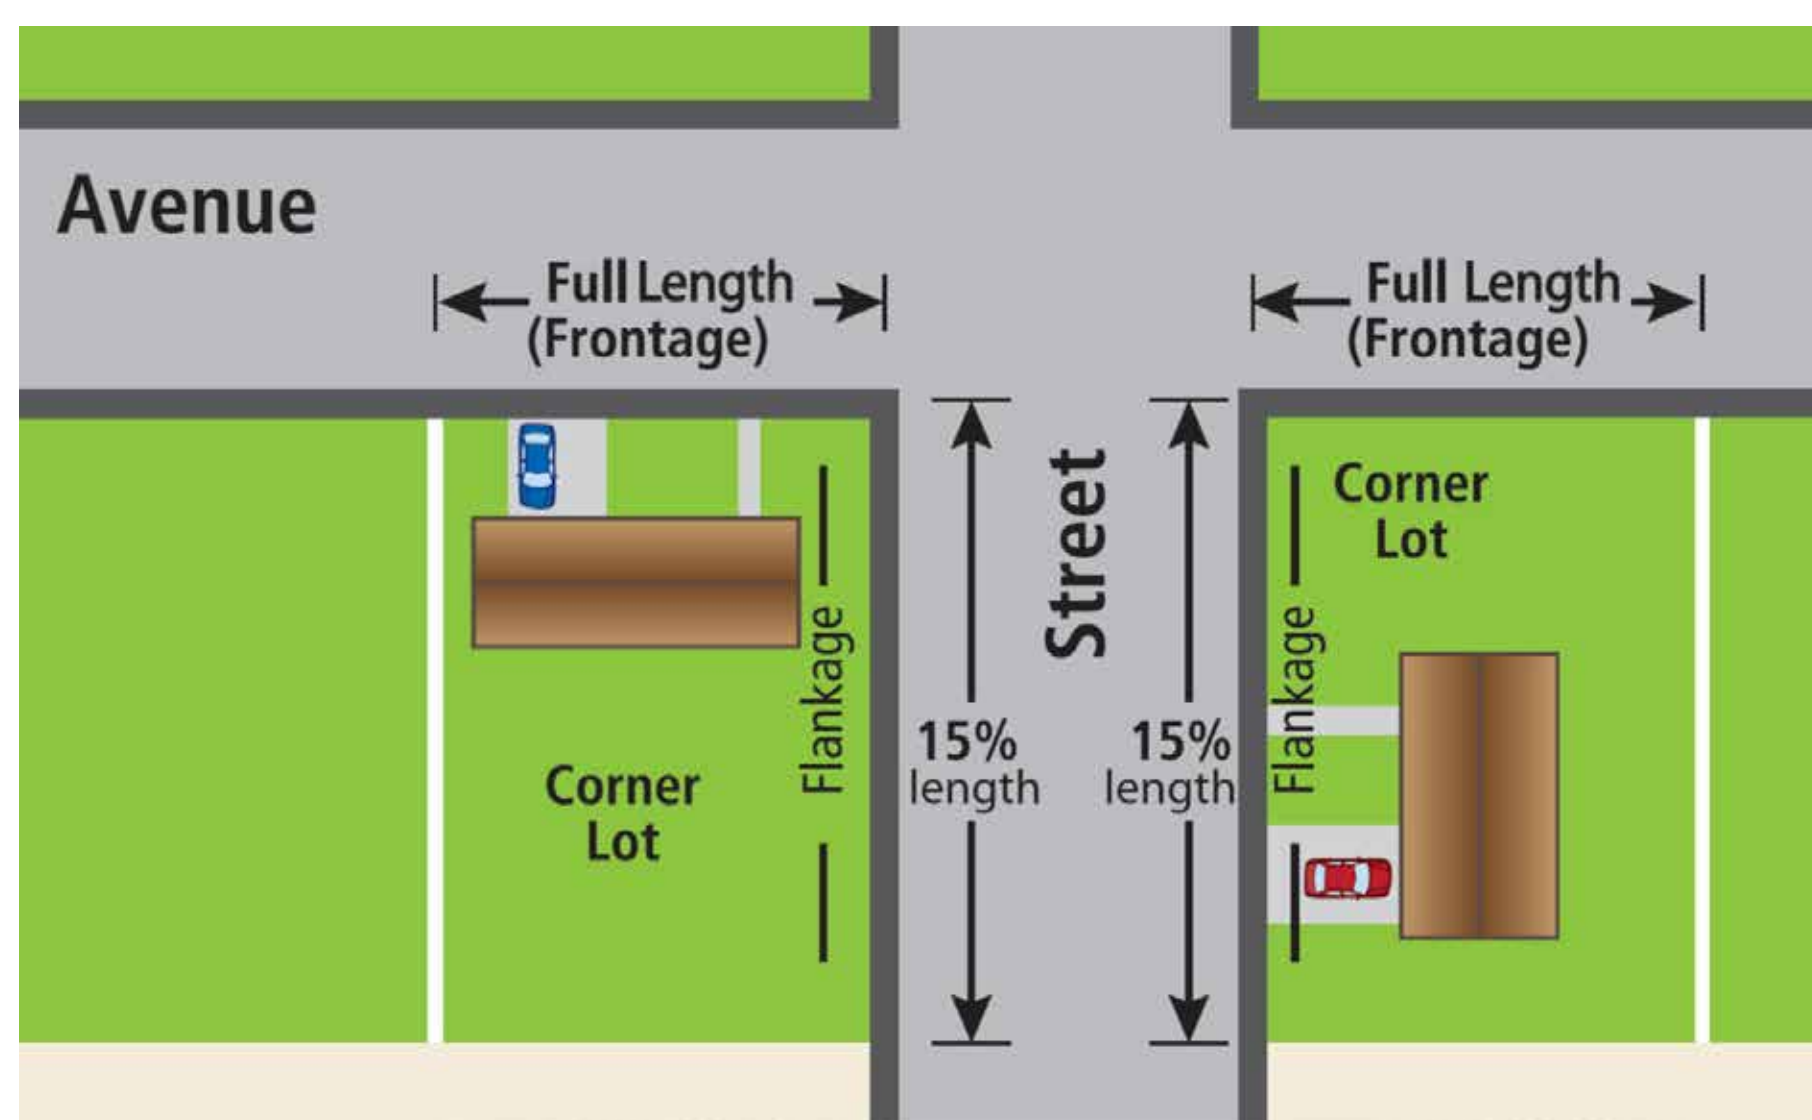 Avenue
Full Length
(Frontage)
Full Length
(Frontage)
Street
Corner
Lot
Flankage
Flankage
15%
length
15%
length
Corner
Lot